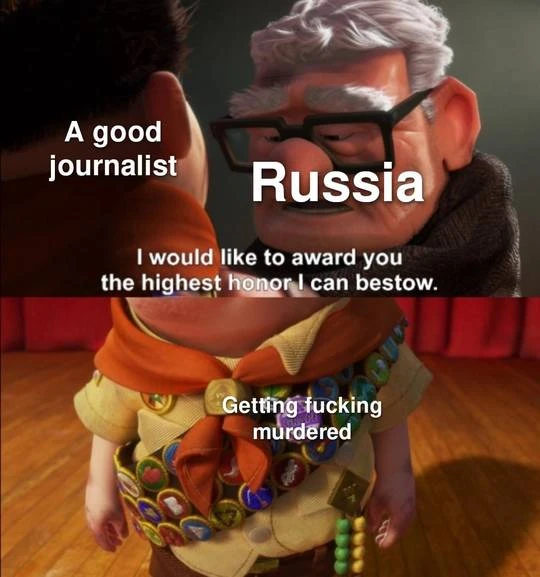 A good
journalist
Russia
I would like to award you
the highest honor I can bestow.
Getting fucking
murdered